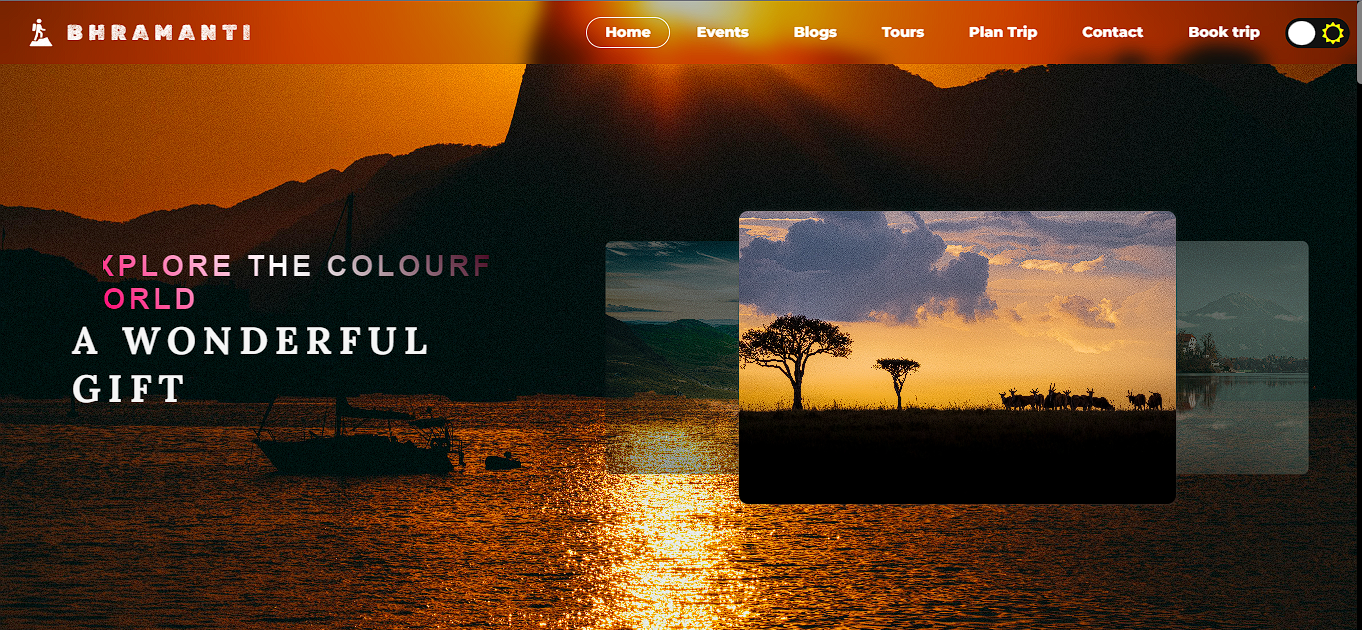 BHRAMANTI
Home Events Blogs Tours Plan Trip Contact Book trip
XPLORE THE COLOURF
ORLD
A WONDERFUL
GIFT